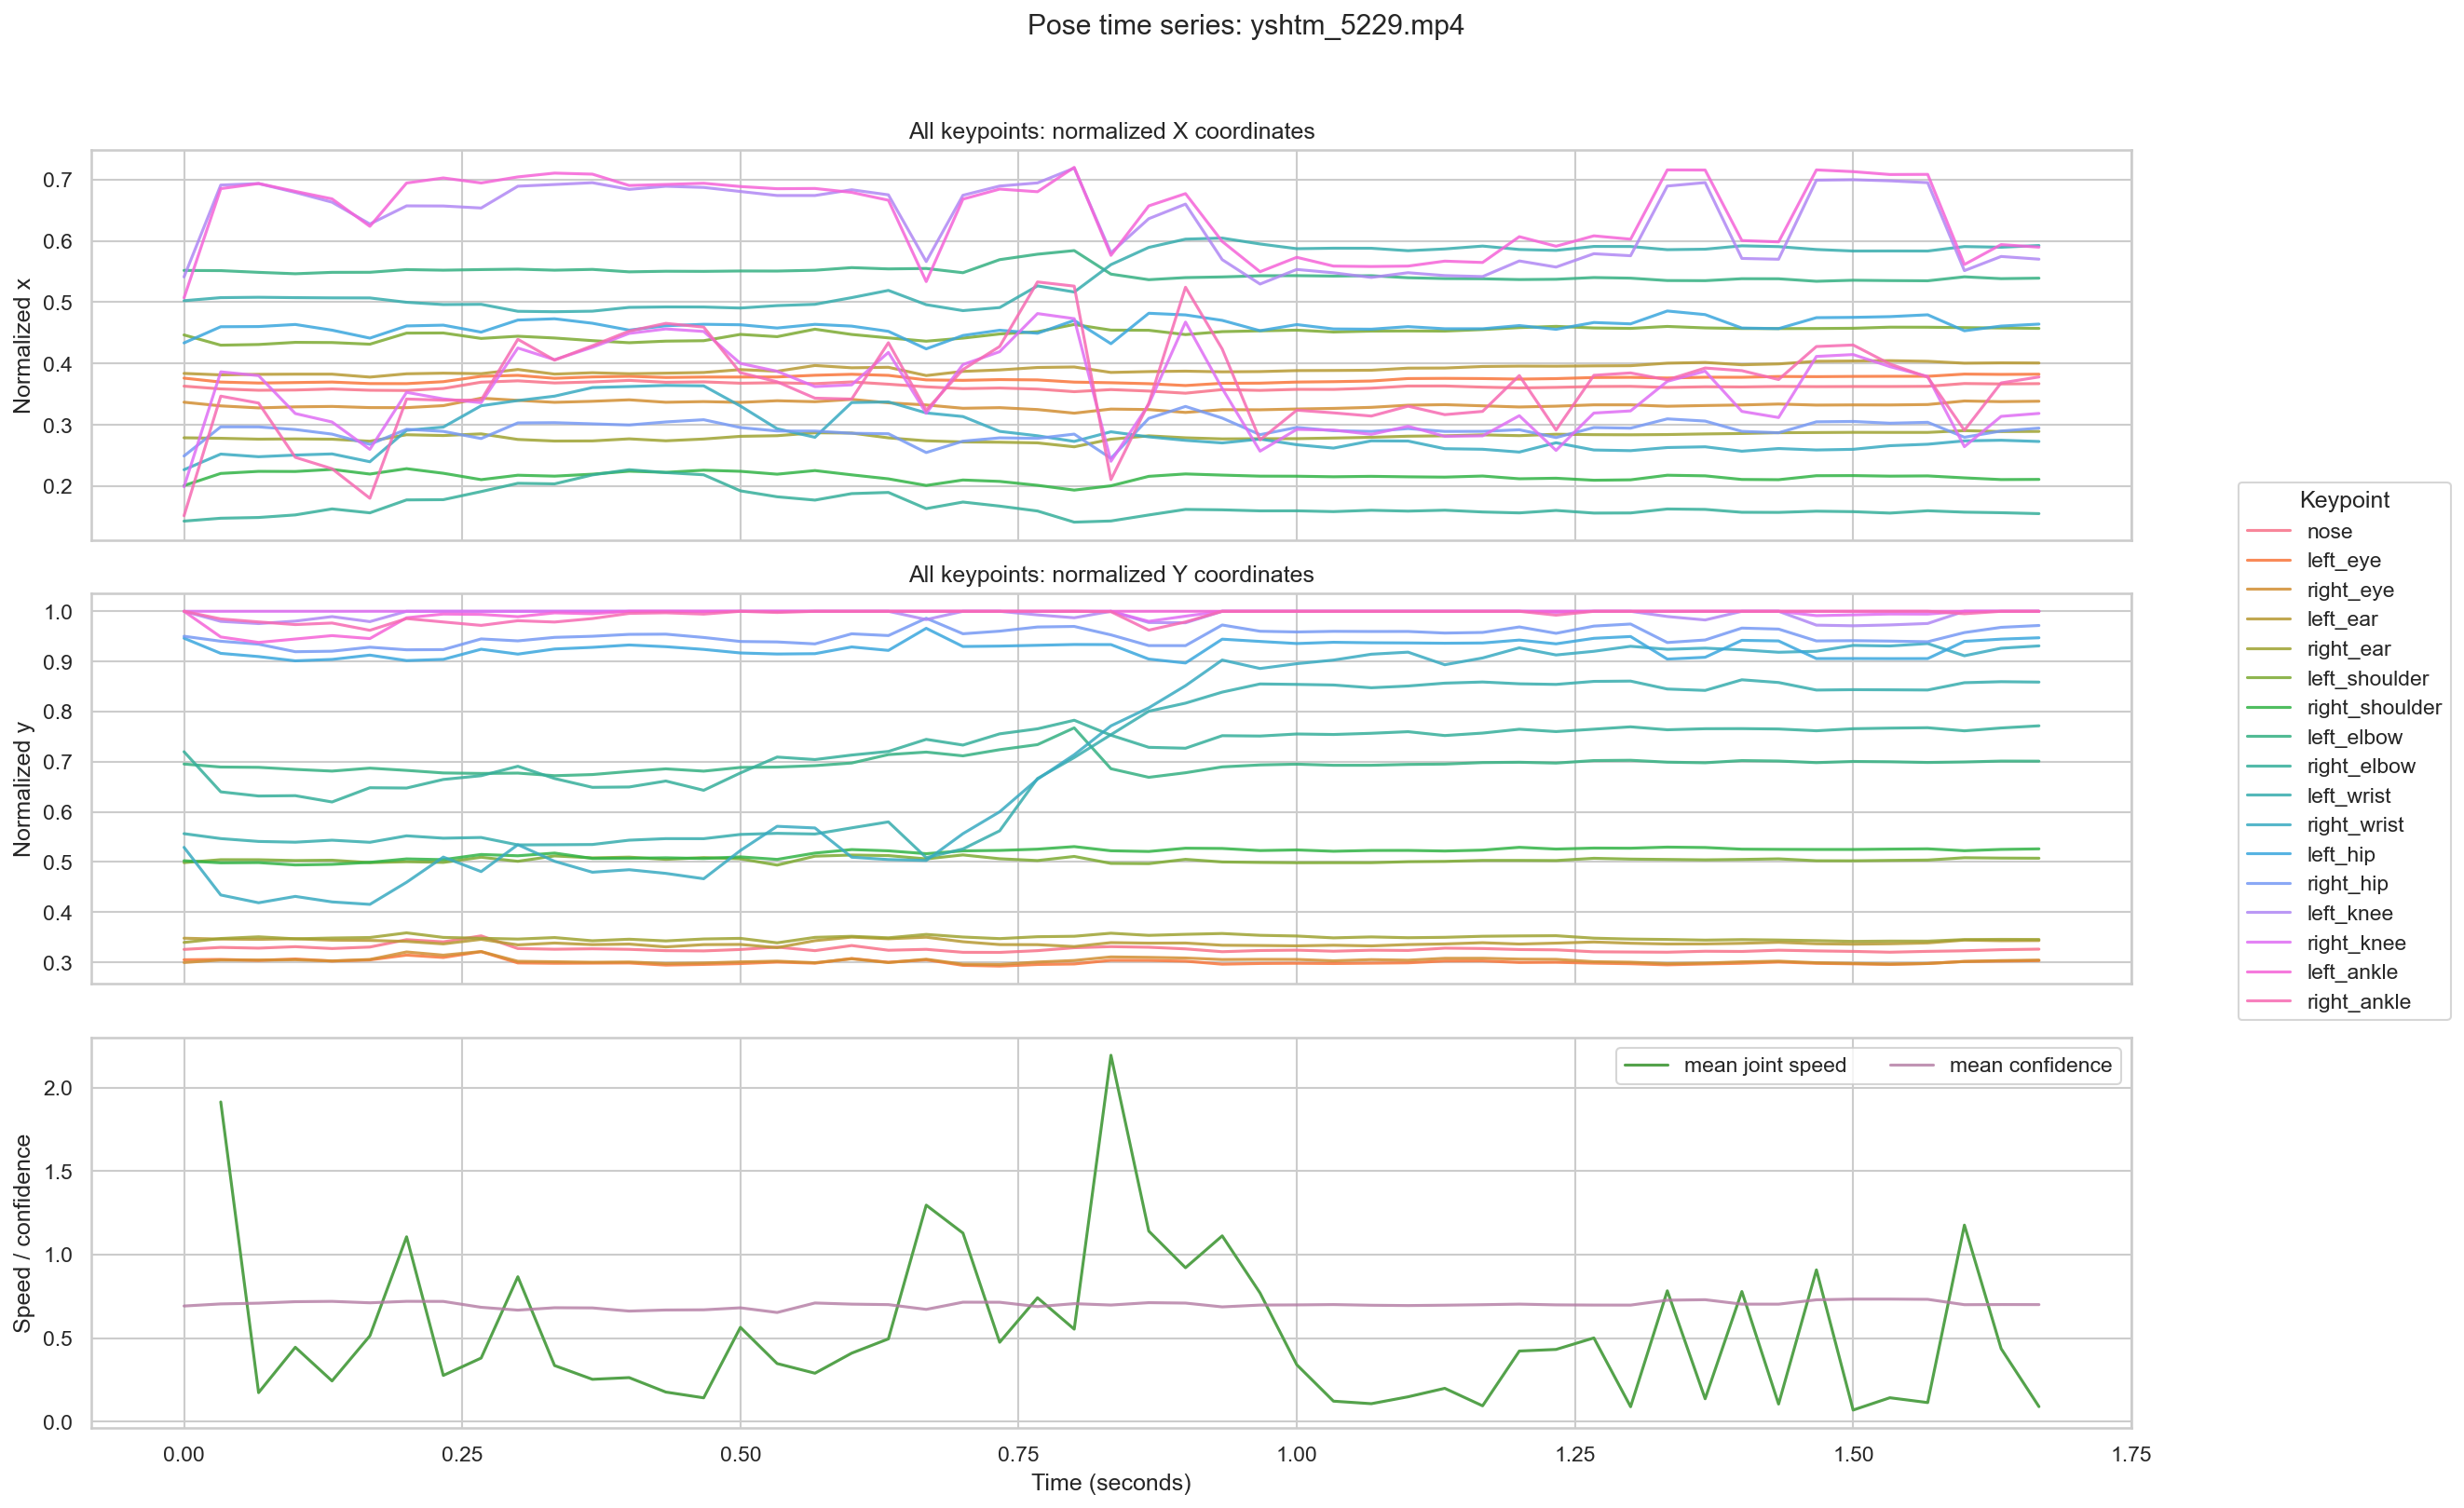 Pose time series: yshtm_5229.mp4
All keypoints: normalized X coordinates
Normalized x
0.7
0.6
0.5
0.4
0.3
0.2
All keypoints: normalized Y coordinates
Normalized y
1.0
0.9
0.8
0.7
0.6
0.5
0.4
0.3
Keypoint
nose
left_eye
right_eye
left_ear
right_ear
left_shoulder
right_shoulder
left_elbow
right_elbow
left_wrist
right_wrist
left_hip
right_hip
left_knee
right_knee
left_ankle
right_ankle
mean joint speed
mean confidence
Speed / confidence
2.0
1.5
1.0
0.5
0.0
0.00 0.25 0.50 0.75 1.00 1.25 1.50 1.75
Time (seconds)